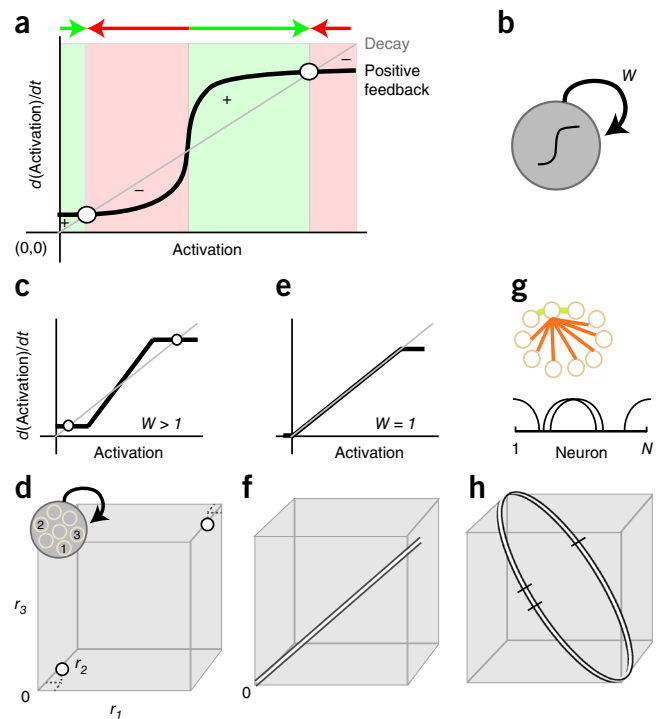 a
d(Activation)/dt
Decay
Positive
feedback
+
–
+
–
(0,0)
Activation
b
W
c
d(Activation)/dt
W > 1
Activation
e
W = 1
Activation
g
1
Neuron
N
d
2
3
1
r3
r2
0
r1
f
0
h